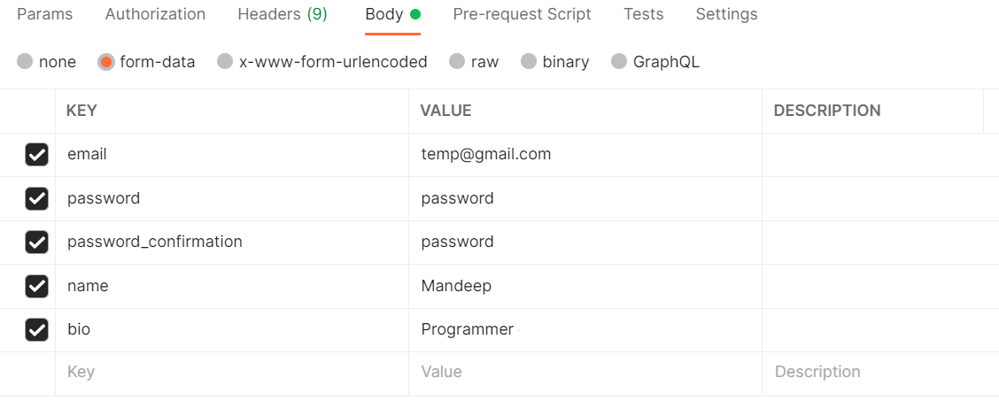 Params Authorization Headers (9) Body Pre-request Script Tests Settings
none form-data x-www-form-urlencoded raw binary GraphQL
KEY VALUE DESCRIPTION
email temp@gmail.com
password password
password_confirmation password
name Mandeep
bio Programmer
Key Value Description